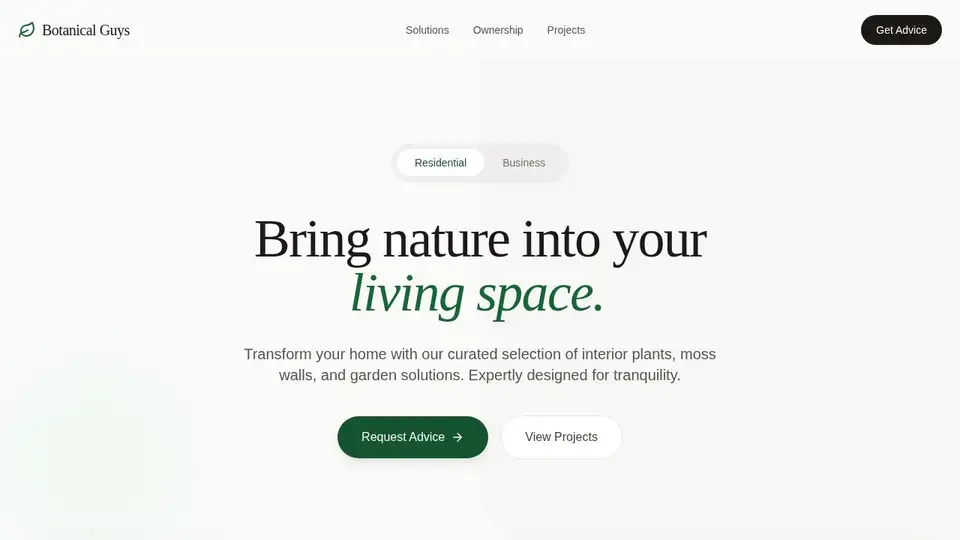 Botanical Guys
Solutions
Ownership
Projects
Get Advice
Residential
Business
Bring nature into your
living space.
Transform your home with our curated selection of interior plants, moss
walls, and garden solutions. Expertly designed for tranquility.
Request Advice
View Projects